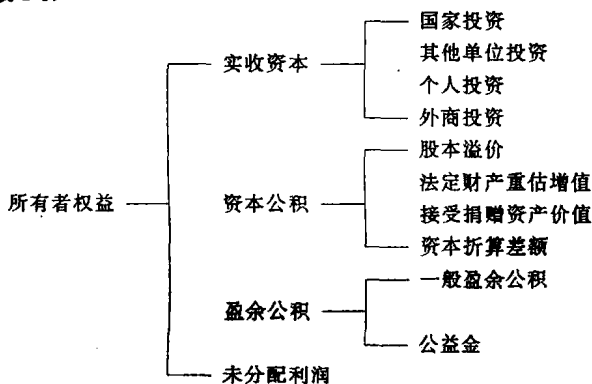 所有者权益
实收资本
国家投资
其他单位投资
个人投资
外商投资
资本公积
股本溢价
法定财产重估增值
接受捐赠资产价值
资本折算差额
盈余公积
一般盈余公积
公益金
未分配利润